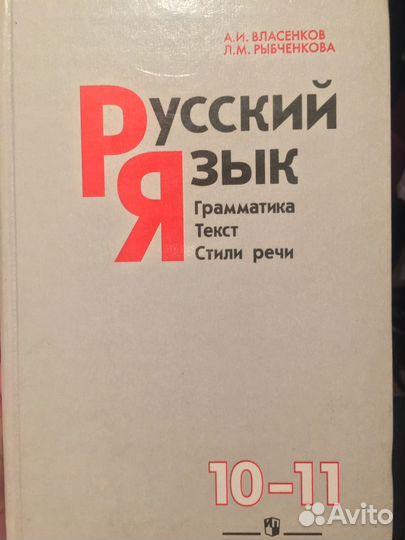 А.И. ВЛАСЕНКОВ
Л.М. РЫБЧЕНКОВА
Русский
Язык
Грамматика
Текст
Стили речи
10–11
Avito